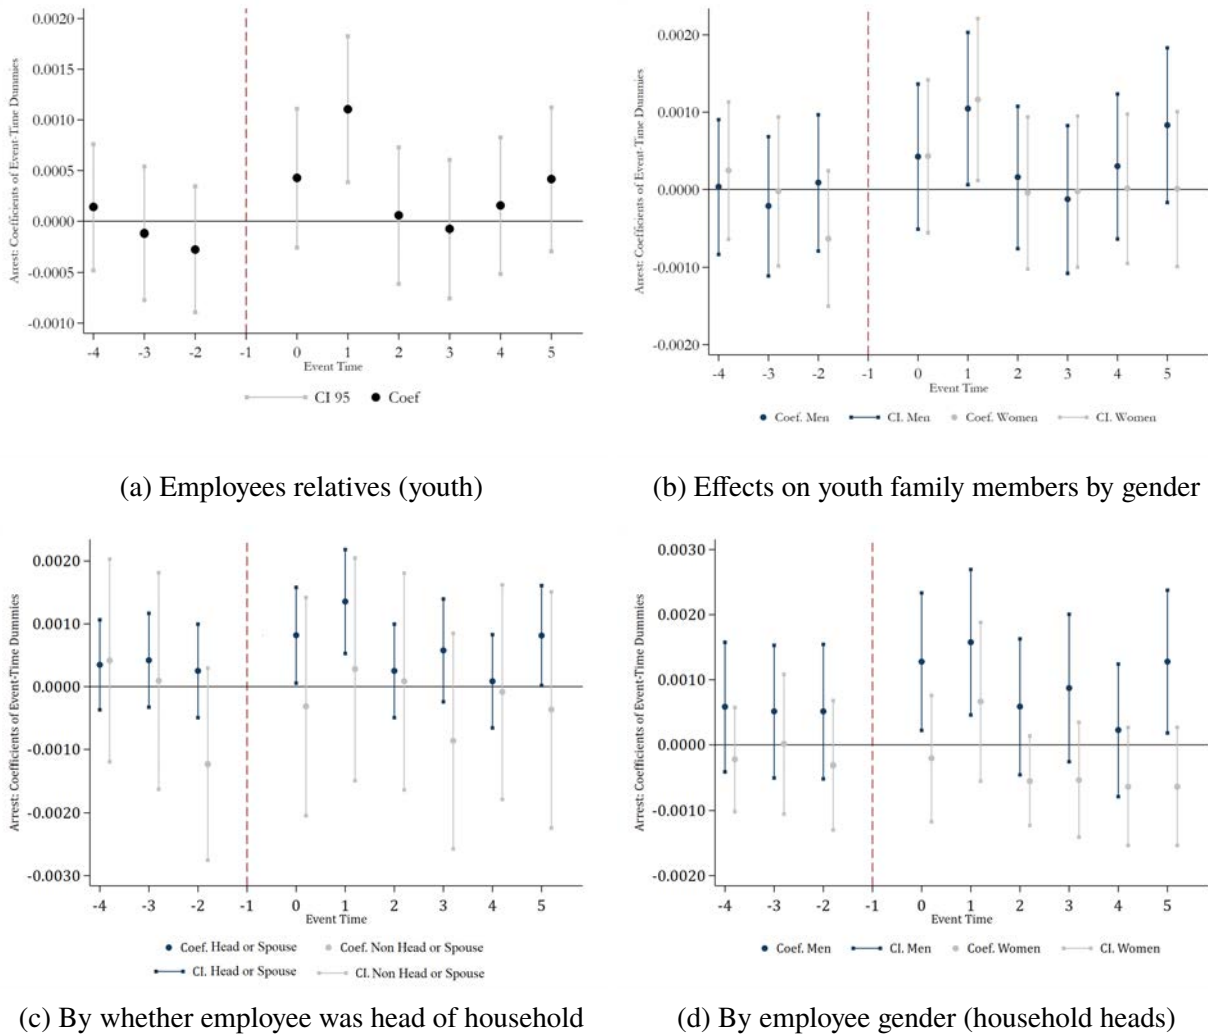 Arrest: Coefficients of Event-Time Dummies
0.0020
0.0015
0.0010
0.0005
0.0000
-0.0005
-0.0010
-4 -3 -2 -1 0 1 2 3 4 5
Event Time
CI 95 Coef
(a) Employees relatives (youth)
Arrest: Coefficients of Event-Time Dummies
0.0020
0.0010
0.0000
-0.0010
-0.0020
-4 -3 -2 -1 0 1 2 3 4 5
Event Time
Coef. Men CI. Men Coef. Women CI. Women
(b) Effects on youth family members by gender
Arrest: Coefficients of Event-Time Dummies
0.0020
0.0010
0.0000
-0.0010
-0.0020
-0.0030
-4 -3 -2 -1 0 1 2 3 4 5
Event Time
Coef. Head or Spouse Coef. Non Head or Spouse
CI. Head or Spouse CI. Non Head or Spouse
(c) By whether employee was head of household
Arrest: Coefficients of Event-Time Dummies
0.0030
0.0020
0.0010
0.0000
-0.0010
-0.0020
-4 -3 -2 -1 0 1 2 3 4 5
Event Time
Coef. Men CI. Men Coef. Women CI. Women
(d) By employee gender (household heads)